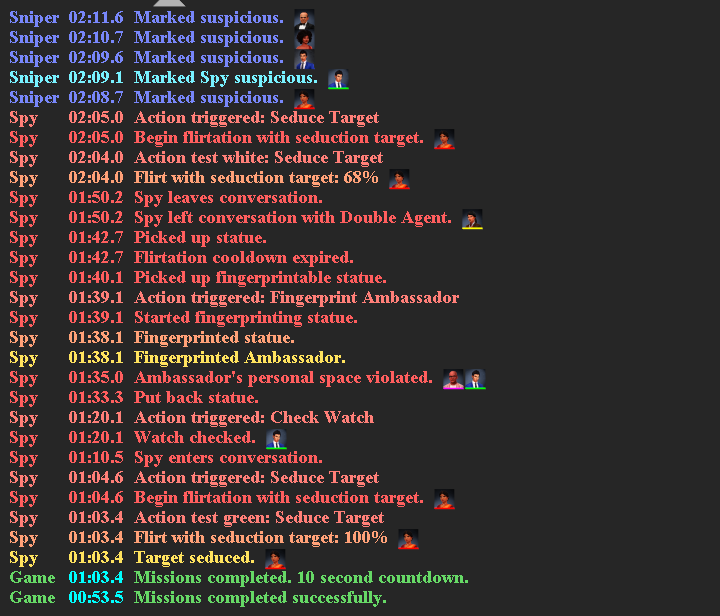 Sniper 02:11.6 Marked suspicious.
Sniper 02:10.7 Marked suspicious.
Sniper 02:09.6 Marked suspicious.
Sniper 02:09.1 Marked Spy suspicious.
Sniper 02:08.7 Marked suspicious.
Spy 02:05.0 Action triggered: Seduce Target
Spy 02:05.0 Begin flirtation with seduction target.
Spy 02:04.0 Action test white: Seduce Target
Spy 02:04.0 Flirt with seduction target: 68%
Spy 01:50.2 Spy leaves conversation.
Spy 01:50.2 Spy left conversation with Double Agent.
Spy 01:42.7 Picked up statue.
Spy 01:42.7 Flirtation cooldown expired.
Spy 01:40.1 Picked up fingerprintable statue.
Spy 01:39.1 Action triggered: Fingerprint Ambassador
Spy 01:39.1 Started fingerprinting statue.
Spy 01:38.1 Fingerprinted statue.
Spy 01:38.1 Fingerprinted Ambassador.
Spy 01:35.0 Ambassador's personal space violated.
Spy 01:33.3 Put back statue.
Spy 01:20.1 Action triggered: Check Watch
Spy 01:20.1 Watch checked.
Spy 01:10.5 Spy enters conversation.
Spy 01:04.6 Action triggered: Seduce Target
Spy 01:04.6 Begin flirtation with seduction target.
Spy 01:03.4 Action test green: Seduce Target
Spy 01:03.4 Flirt with seduction target: 100%
Spy 01:03.4 Target seduced.
Game 01:03.4 Missions completed. 10 second countdown.
Game 00:53.5 Missions completed successfully.